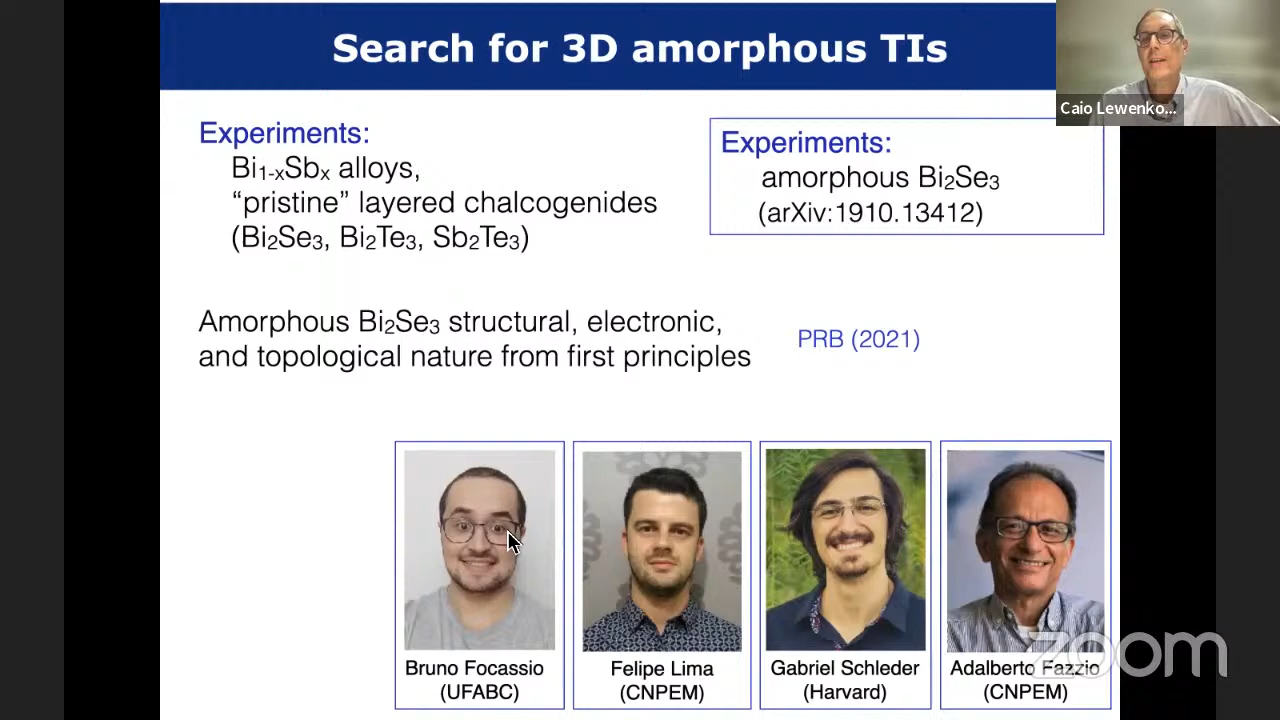 Search for 3D amorphous TIs
Caio Lewenko...
Experiments:
Bi₁₋ₓSbₓ alloys,
“pristine” layered chalcogenides
(Bi₂Se₃, Bi₂Te₃, Sb₂Te₃)
Experiments:
amorphous Bi₂Se₃
(arXiv:1910.13412)
Amorphous Bi₂Se₃ structural, electronic,
and topological nature from first principles
PRB (2021)
Bruno Focassio
(UFABC)
Felipe Lima
(CNPEM)
Gabriel Schleder
(Harvard)
Adalberto Fazzio
(CNPEM)
zoom